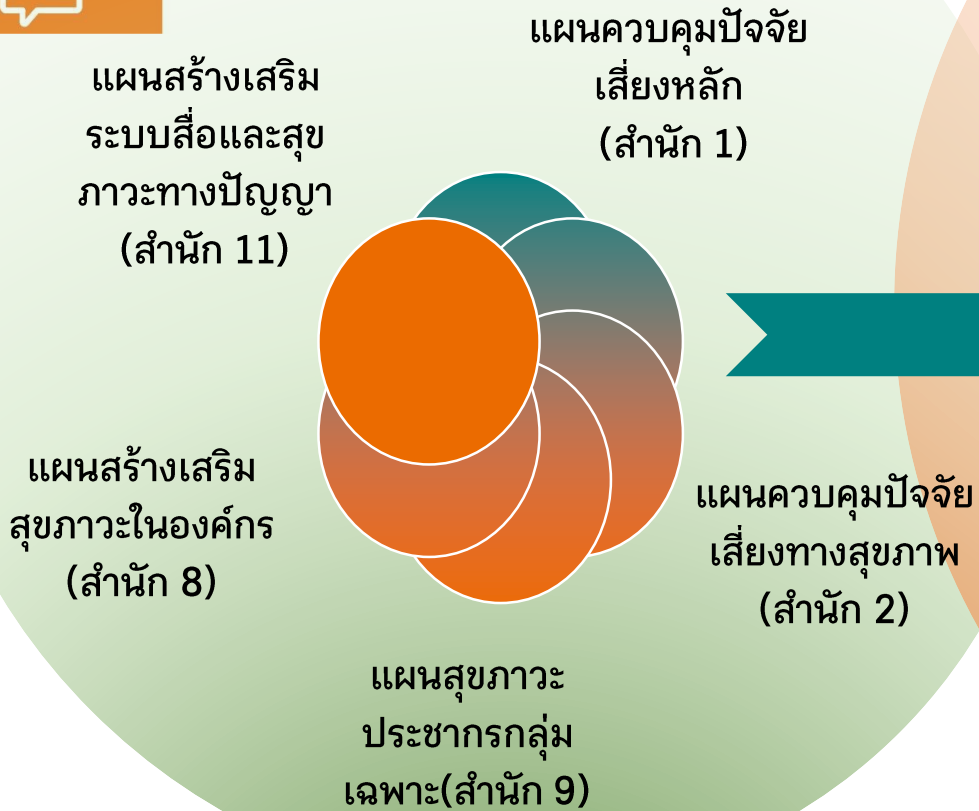 แผนควบคุมปัจจัย
เสี่ยงหลัก
(สำนัก 1)
แผนสร้างเสริม
ระบบสื่อและสุข
ภาวะทางปัญญา
(สำนัก 11)
แผนสร้างเสริม
สุขภาวะในองค์กร
(สำนัก 8)
แผนควบคุมปัจจัย
เสี่ยงทางสุขภาพ
(สำนัก 2)
แผนสุขภาวะ
ประชากรกลุ่ม
เฉพาะ(สำนัก 9)